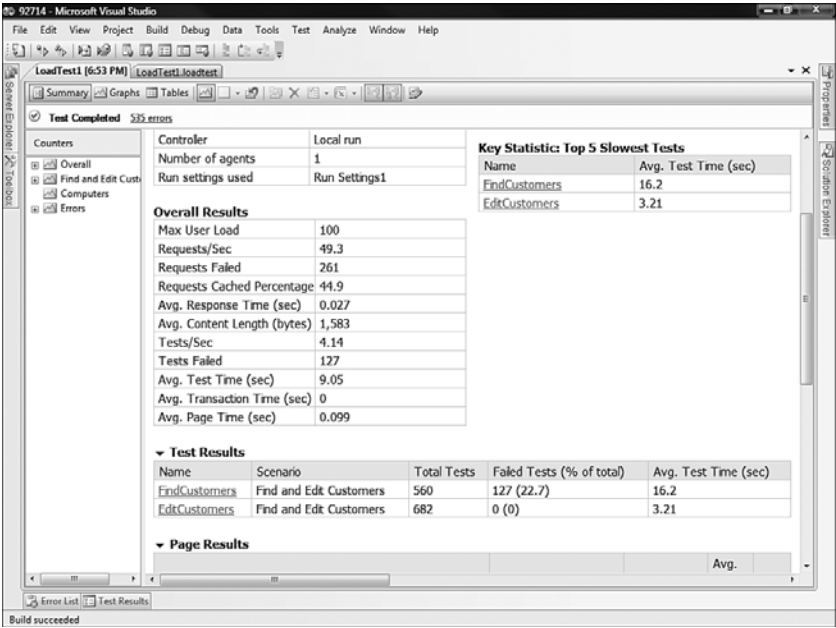 92714 - Microsoft Visual Studio
File Edit View Project Build Debug Data Tools Test Analyze Window Help
LoadTest1 [6:53 PM] LoadTest1.loadtest
Summary Graphs Tables
Test Completed 535 errors
Server Explorer
Toolbox
Properties
Solution Explorer
Counters
Overall
Find and Edit Cust
Computers
Errors
Controller Local run
Number of agents 1
Run settings used Run Settings1
Overall Results
Max User Load 100
Requests/Sec 49.3
Requests Failed 261
Requests Cached Percentage 44.9
Avg. Response Time (sec) 0.027
Avg. Content Length (bytes) 1,583
Tests/Sec 4.14
Tests Failed 127
Avg. Test Time (sec) 9.05
Avg. Transaction Time (sec) 0
Avg. Page Time (sec) 0.099
Key Statistic: Top 5 Slowest Tests
Name Avg. Test Time (sec)
FindCustomers 16.2
EditCustomers 3.21
Test Results
Name Scenario Total Tests Failed Tests (% of total) Avg. Test Time (sec)
FindCustomers Find and Edit Customers 560 127 (22.7) 16.2
EditCustomers Find and Edit Customers 682 0 (0) 3.21
Page Results
Avg.
Error List Test Results
Build succeeded